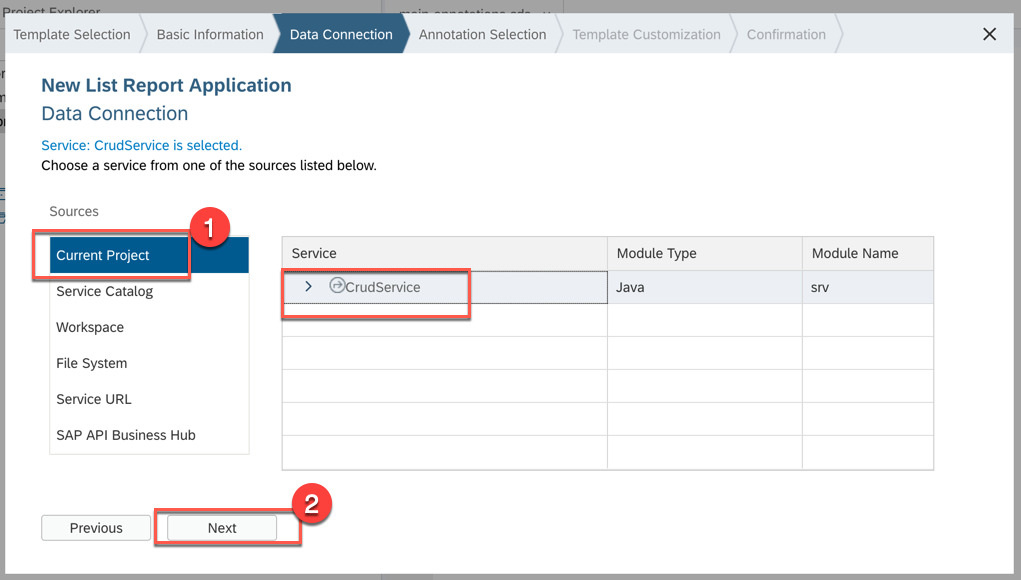 Project Explorer
Template Selection
Basic Information
Data Connection
Annotation Selection
Template Customization
Confirmation
New List Report Application
Data Connection
Service: CrudService is selected.
Choose a service from one of the sources listed below.
Sources
1
Current Project
Service Catalog
Workspace
File System
Service URL
SAP API Business Hub
Service Module Type Module Name
CrudService Java srv
2
Previous
Next